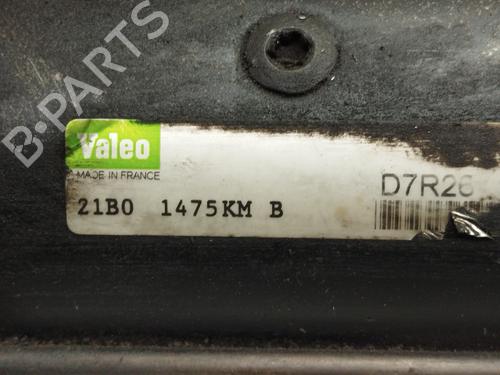 B-PARTS
Valeo
MADE IN FRANCE
21B0 1475KM B
D7R26